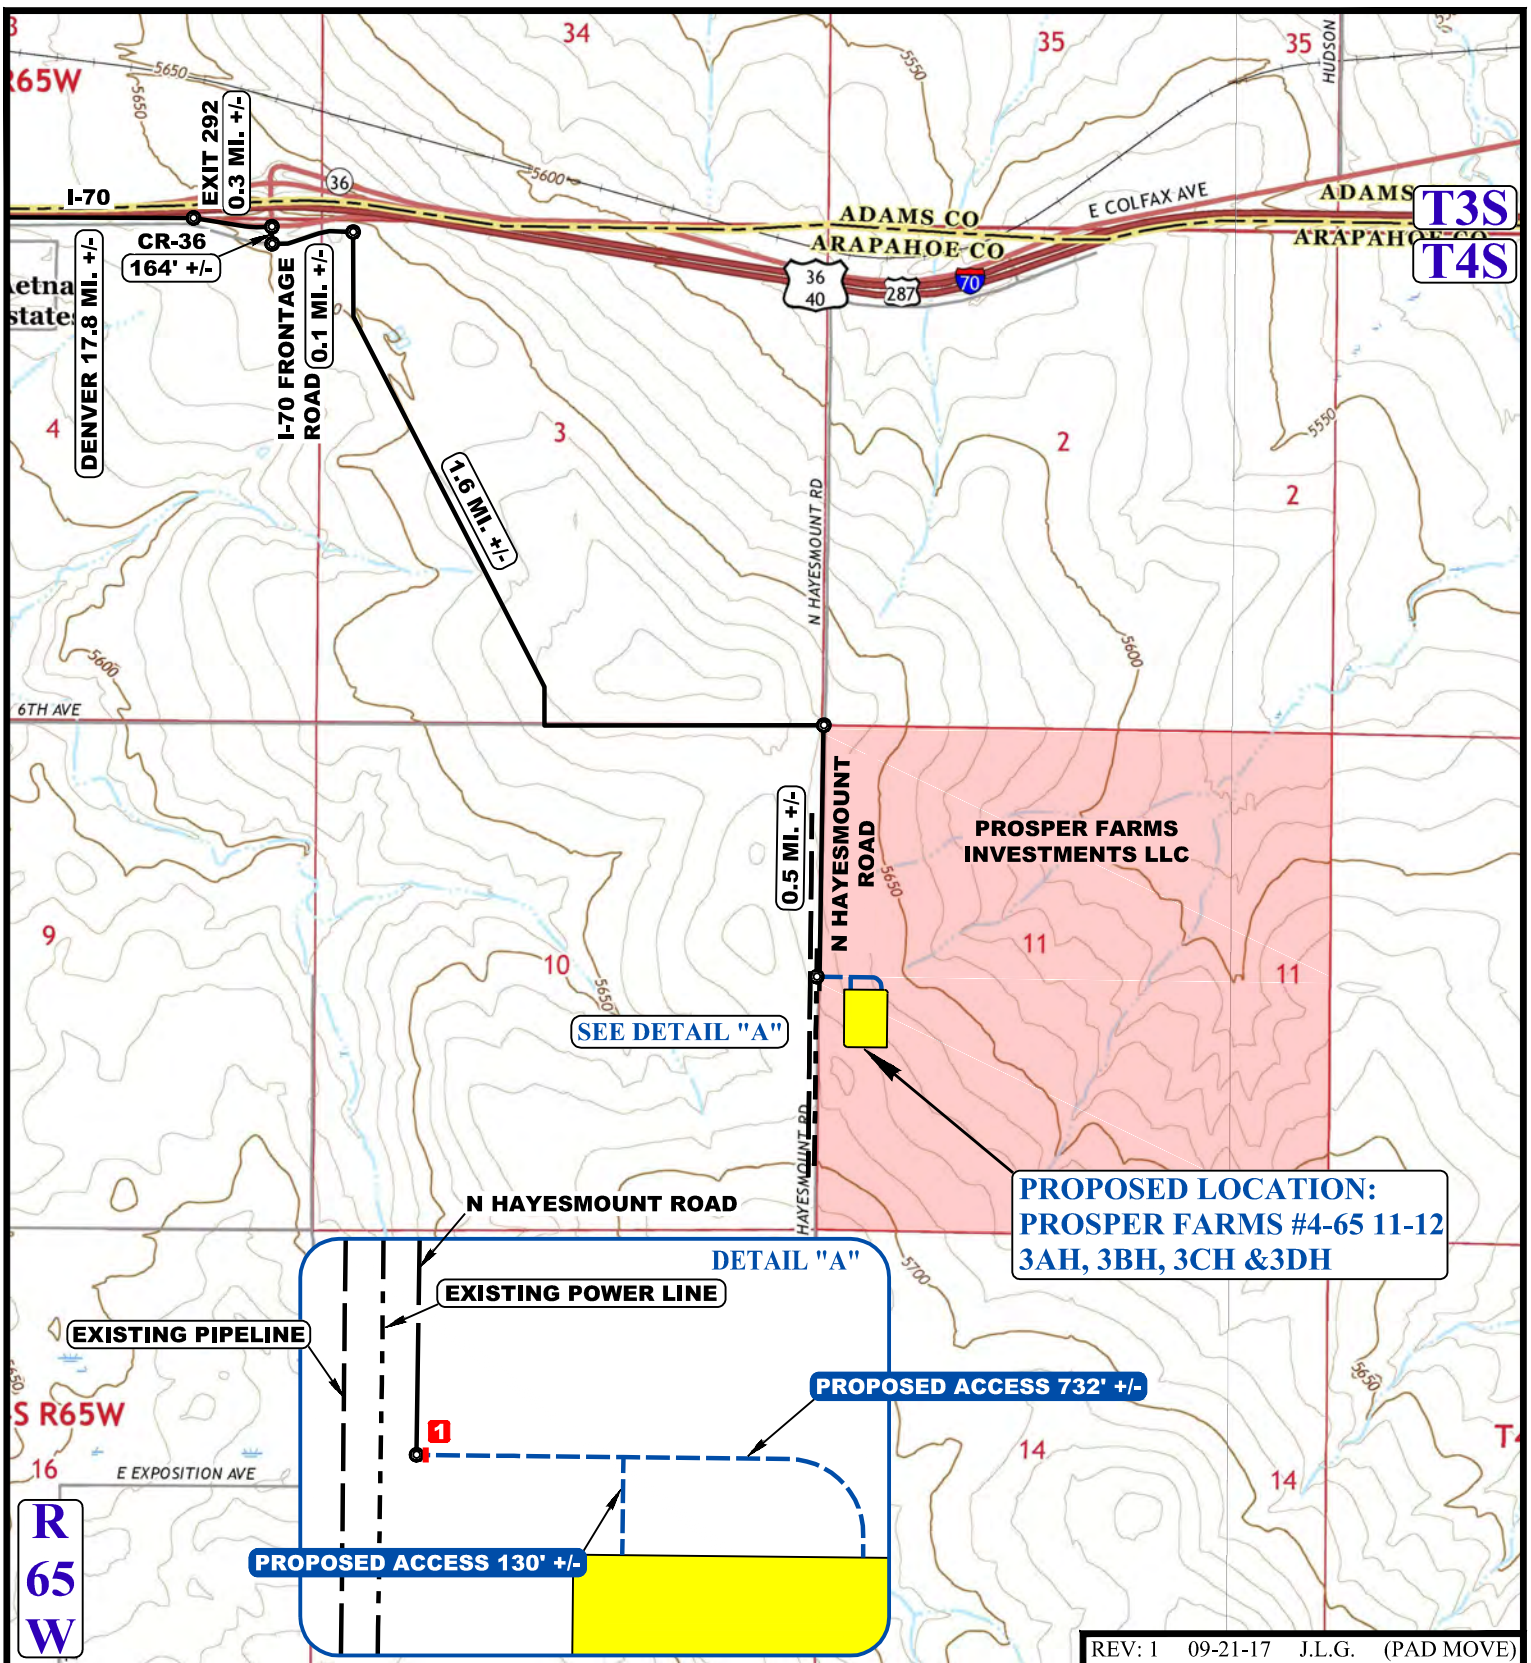 3
34
35
35
HUDSON
R65W
5650
5650
5550
5600
EXIT 292
0.3 MI. +/-
I-70
36
CR-36
164' +/-
DENVER 17.8 MI. +/-
I-70 FRONTAGE
ROAD
0.1 MI. +/-
Aetna
Estates
ADAMS CO
ARAPAHOE CO
E COLFAX AVE
ADAMS
ARAPAHOE CO
T3S
T4S
36
40
287
70
4
3
2
2
5550
1.6 MI. +/-
N HAYESMOUNT RD
5600
5600
6TH AVE
0.5 MI. +/-
N HAYESMOUNT
ROAD
PROSPER FARMS
INVESTMENTS LLC
5650
9
10
11
11
5650
SEE DETAIL "A"
HAYESMOUNT RD
PROPOSED LOCATION:
PROSPER FARMS #4-65 11-12
3AH, 3BH, 3CH &3DH
N HAYESMOUNT ROAD
DETAIL "A"
EXISTING POWER LINE
EXISTING PIPELINE
5700
5650
5650
PROPOSED ACCESS 732' +/-
1
S R65W
16
E EXPOSITION AVE
14
14
T4
PROPOSED ACCESS 130' +/-
R
65
W
REV: 1 09-21-17 J.L.G. (PAD MOVE)